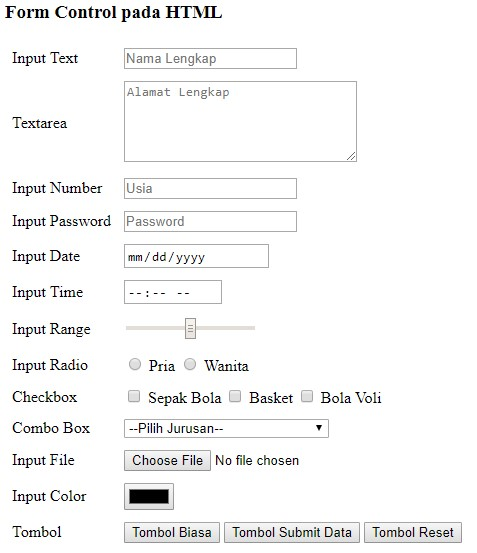 Form Control pada HTML
Input Text Nama Lengkap
Textarea Alamat Lengkap
Input Number Usia
Input Password Password
Input Date mm/dd/yyyy
Input Time --:-- --
Input Range
Input Radio Pria Wanita
Checkbox Sepak Bola Basket Bola Voli
Combo Box --Pilih Jurusan--
Input File Choose File No file chosen
Input Color
Tombol Tombol Biasa Tombol Submit Data Tombol Reset